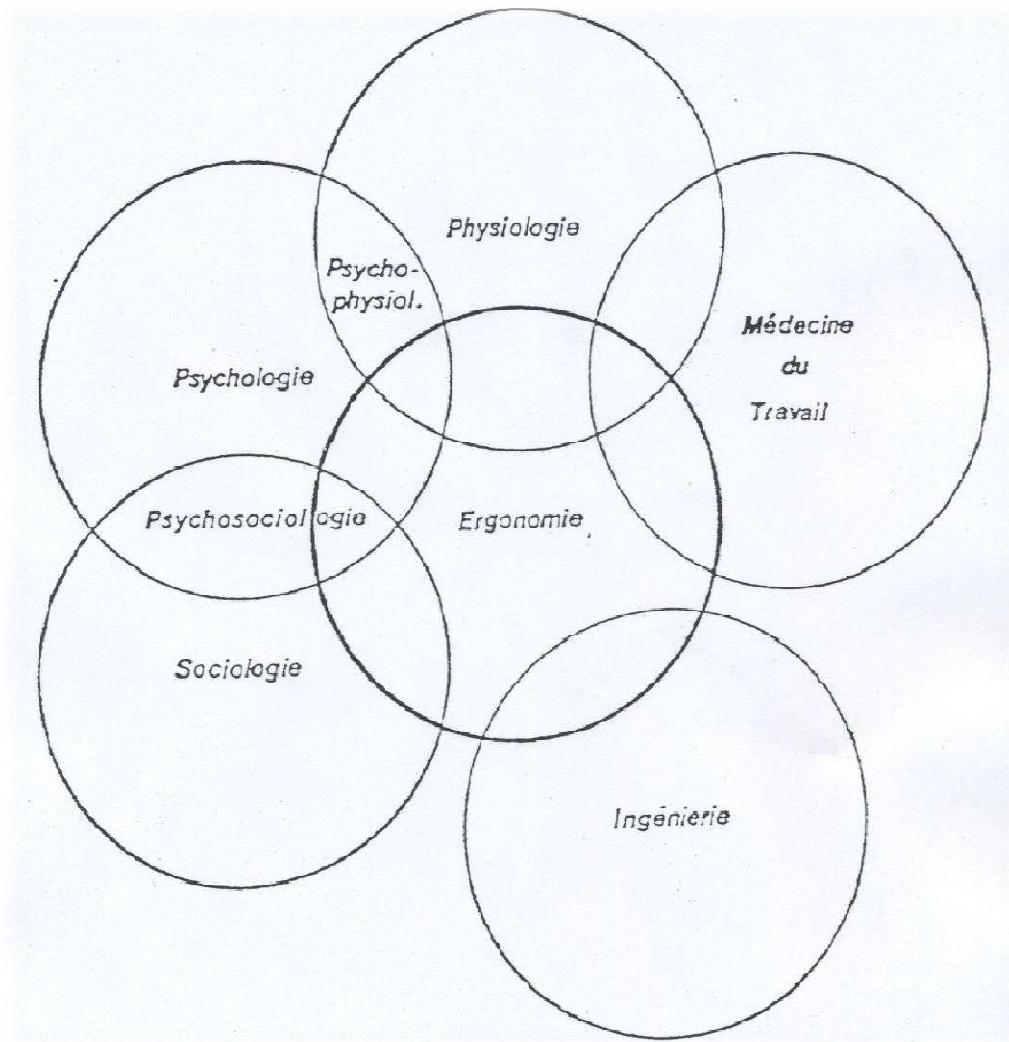 Physiologie
Psycho-
physiol.
Médecine
du
Travail
Psychologie
Psychosociologie
Ergonomie
Sociologie
Ingénierie